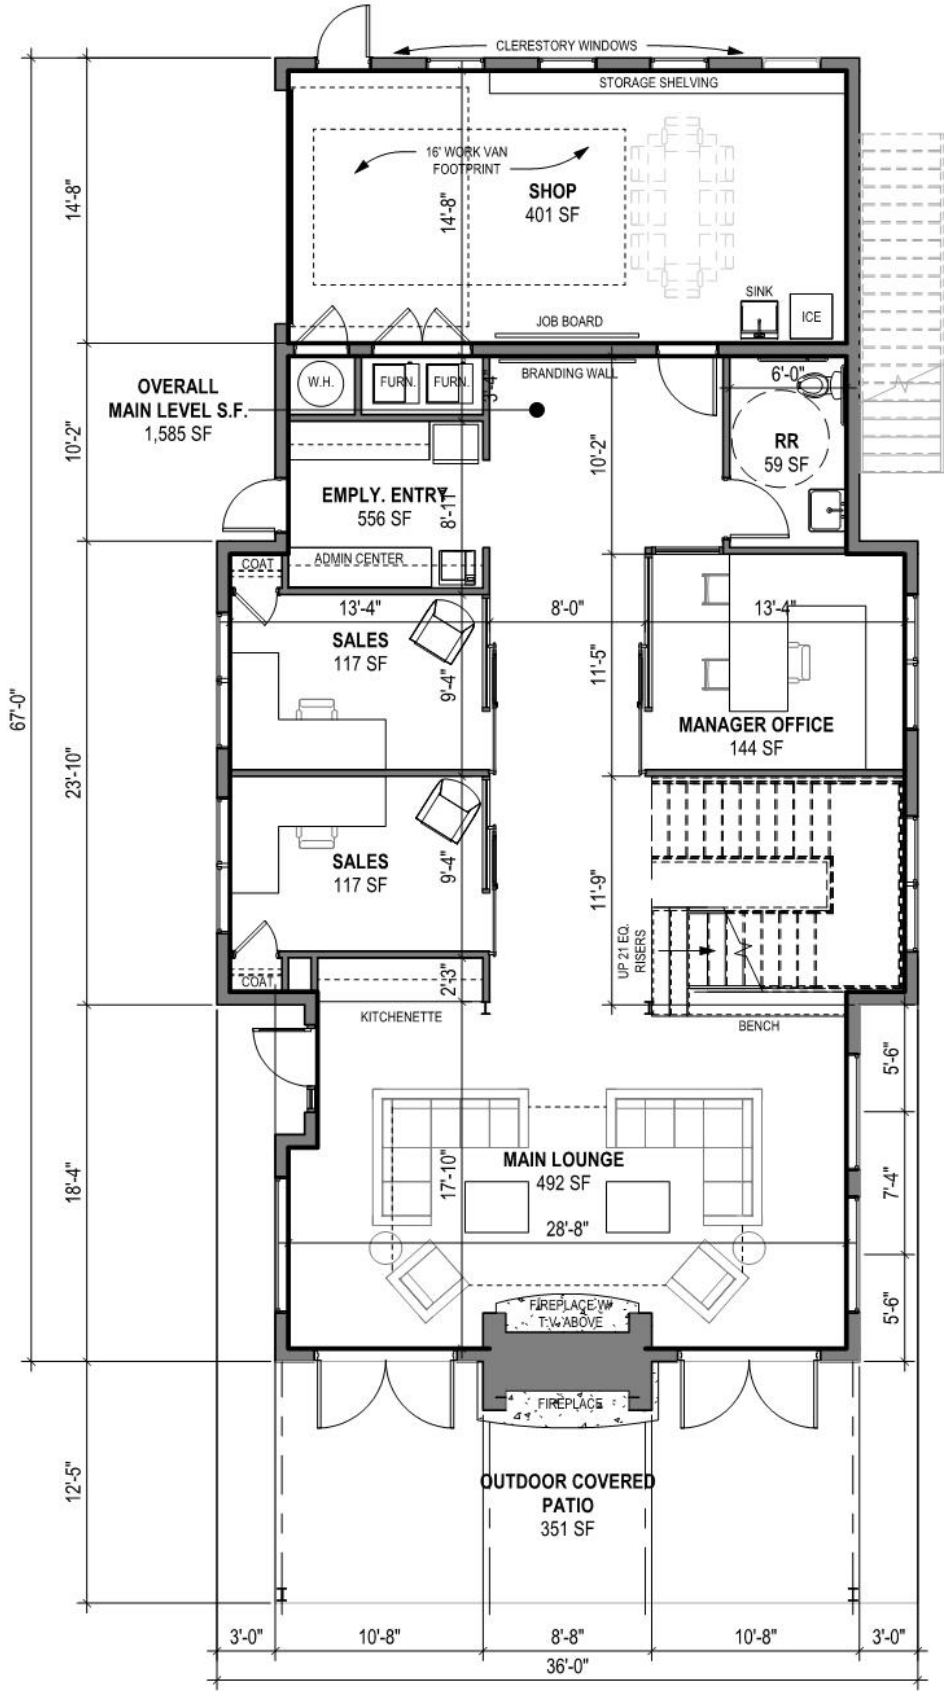 CLERESTORY WINDOWS
STORAGE SHELVING
16' WORK VAN
FOOTPRINT
SHOP
401 SF
14'-8"
14'-8"
SINK
ICE
JOB BOARD
BRANDING WALL
W.H.
FURN.
FURN.
3'-4"
6'-0"
OVERALL
MAIN LEVEL S.F.
1,585 SF
10'-2"
10'-2"
RR
59 SF
EMPLY. ENTRY
556 SF
8'-11"
ADMIN CENTER
COAT
13'-4"
8'-0"
13'-4"
SALES
117 SF
9'-4"
11'-5"
MANAGER OFFICE
144 SF
67'-0"
23'-10"
SALES
117 SF
9'-4"
11'-9"
UP 21 EQ.
RISERS
COAT
2'-3"
KITCHENETTE
BENCH
5'-6"
18'-4"
17'-10"
MAIN LOUNGE
492 SF
7'-4"
28'-8"
FIREPLACE W/
T.V. ABOVE
5'-6"
FIREPLACE
12'-5"
OUTDOOR COVERED
PATIO
351 SF
3'-0"
10'-8"
8'-8"
10'-8"
3'-0"
36'-0"